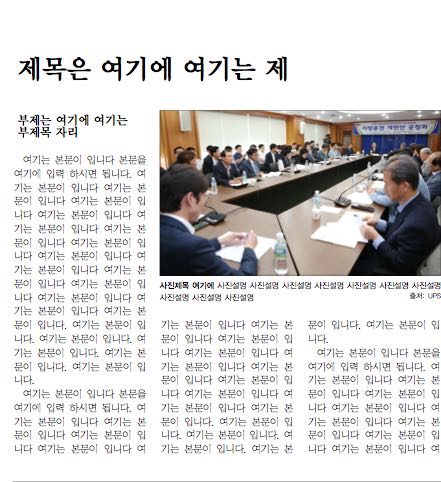 제목은 여기에 여기는 제
부제는 여기에 여기는
부제목 자리
여기는 본문이 입니다 본문을
여기에 입력 하시면 됩니다. 여
기는 본문이 입니다 여기는 본
문이 입니다 여기는 본문이 입
니다 여기는 본문이 입니다 여
기는 본문이 입니다 여기는 본
문이 입니다 여기는 본문이 입
니다 여기는 본문이 입니다 여
기는 본문이 입니다 여기는 본
문이 입니다 여기는 본문이 입
니다 여기는 본문이 입니다 여
기는 본문이 입니다 여기는 본
문이 입니다. 여기는 본문이 입
니다. 여기는 본문이 입니다. 여
기는 본문이 입니다. 여기는 본
문이 입니다. 여기는 본문이 입
니다.
여기는 본문이 입니다 본문을
여기에 입력 하시면 됩니다. 여
기는 본문이 입니다 여기는 본
문이 입니다 여기는 본문이 입
니다 여기는 본문이 입니다 여
지방분권 개헌안 공청회
사진제목 여기에 사진설명 사진설명 사진설명 사진설명 사진설명 사진설명 사진설명
사진설명 사진설명 사진설명
출처: UPS
기는 본문이 입니다 여기는 본
문이 입니다 여기는 본문이 입
니다 여기는 본문이 입니다 여
기는 본문이 입니다 여기는 본
문이 입니다 여기는 본문이 입
니다 여기는 본문이 입니다 여
기는 본문이 입니다 여기는 본
문이 입니다 여기는 본문이 입
니다. 여기는 본문이 입니다. 여
기는 본문이 입니다. 여기는 본
문이 입니다. 여기는 본문이 입
니다.
여기는 본문이 입니다 본문을
여기에 입력 하시면 됩니다. 여
기는 본문이 입니다 여기는 본
문이 입니다 여기는 본문이 입
니다 여기는 본문이 입니다 여
기는 본문이 입니다 여기는 본
문이 입니다 여기는 본문이 입
니다 여기는 본문이 입니다 여